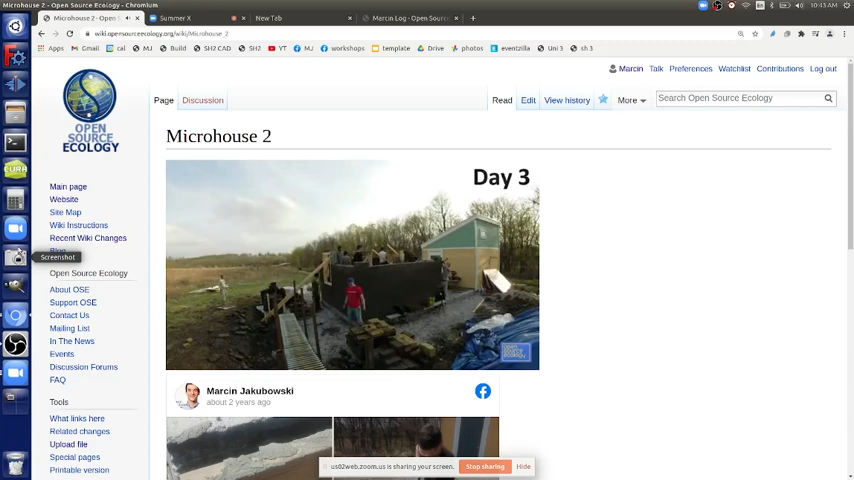 Microhouse 2 - Open Source Ecology - Chromium
10:43 AM
Microhouse 2 - Open S
Summer X
New Tab
Marcin Log - Open Sourc
wiki.opensourceecology.org/wiki/Microhouse_2
Apps Gmail cal MJ Build SH2 CAD SH2 YT MJ workshops template Drive photos eventzilla Uni 3 sh 3
Marcin Talk Preferences Watchlist Contributions Log out
OPEN SOURCE ECOLOGY
Page Discussion Read Edit View history More Search Open Source Ecology
Microhouse 2
Day 3
Main page
Website
Site Map
Wiki Instructions
Recent Wiki Changes
Blog
Screenshot
Open Source Ecology
About OSE
Support OSE
Contact Us
Mailing List
In The News
Events
Discussion Forums
FAQ
Tools
What links here
Related changes
Upload file
Special pages
Printable version
OPEN SOURCE ECOLOGY
Marcin Jakubowski
about 2 years ago
us02web.zoom.us is sharing your screen. Stop sharing Hide
CURA